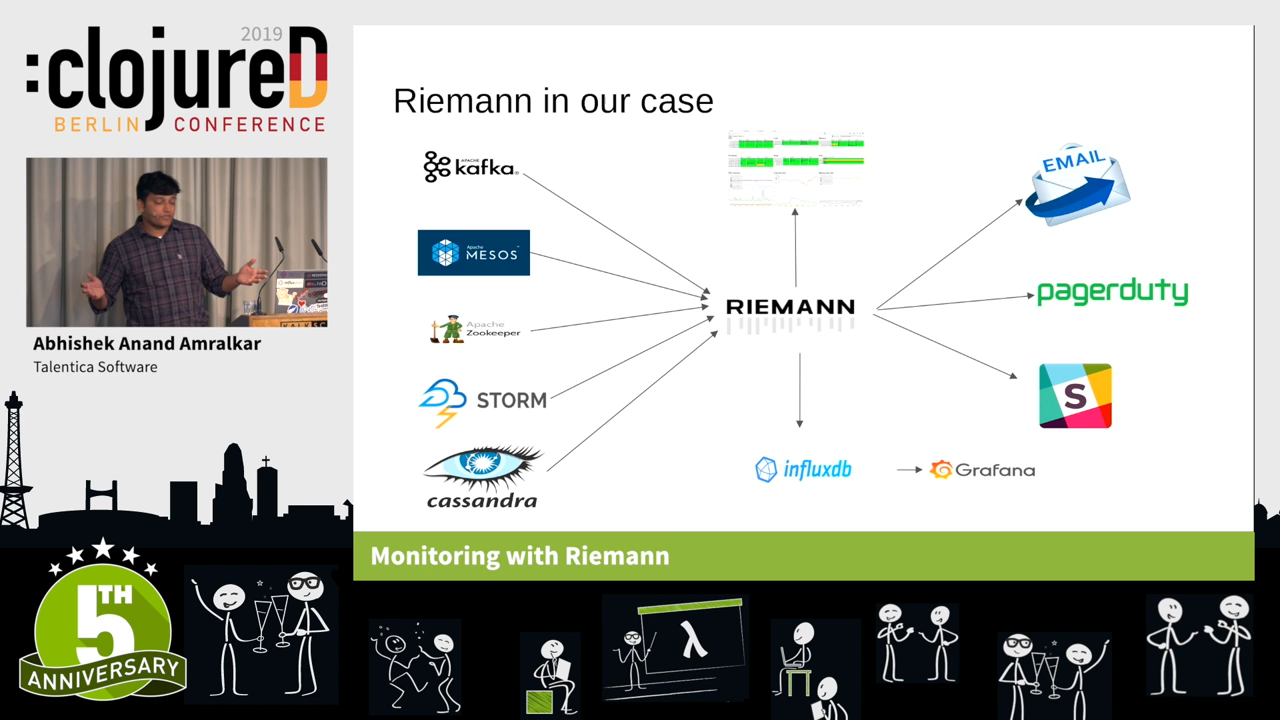 2019
:clojureD
BERLIN CONFERENCE
Abhishek Anand Amralkar
Talentica Software
Riemann in our case
APACHE
kafka
Apache
MESOS
Apache
Zookeeper
STORM
cassandra
RIEMANN
influxdb
Grafana
EMAIL
pagerduty
S
Monitoring with Riemann
5TH
ANNIVERSARY
λ